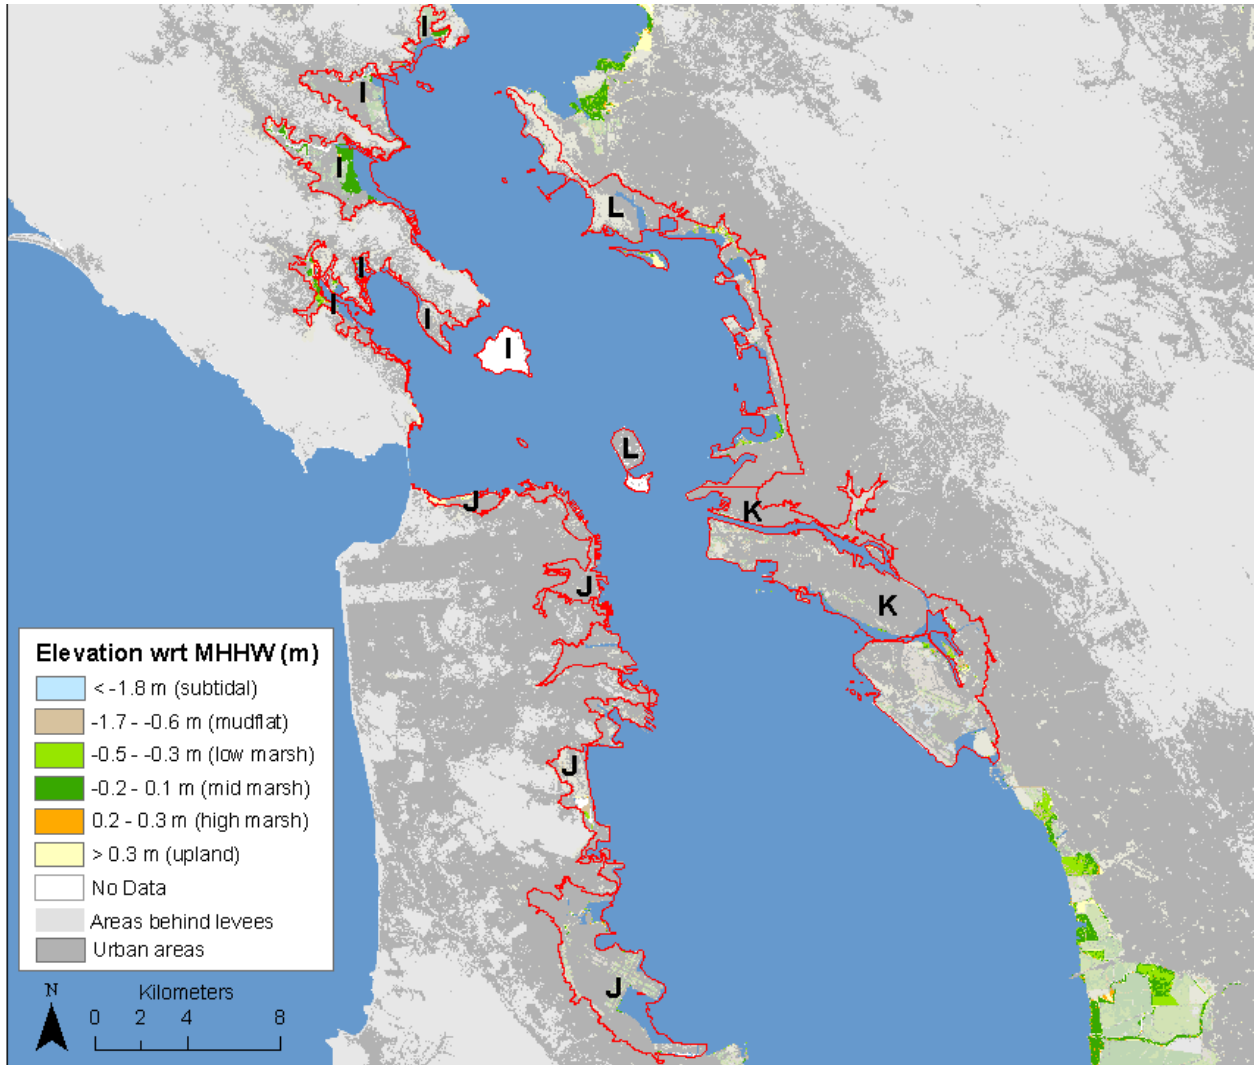 I
I
I
L
I
I
I
I
L
J
K
J
K
J
J
Elevation wrt MHHW (m)
< -1.8 m (subtidal)
-1.7 - -0.6 m (mudflat)
-0.5 - -0.3 m (low marsh)
-0.2 - 0.1 m (mid marsh)
0.2 - 0.3 m (high marsh)
> 0.3 m (upland)
No Data
Areas behind levees
Urban areas
N
Kilometers
0 2 4 8